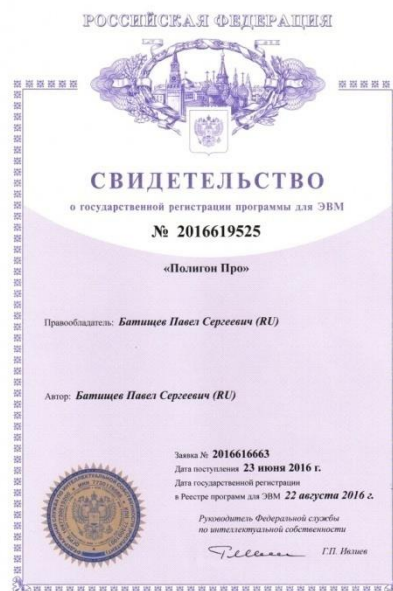 РОССИЙСКАЯ ФЕДЕРАЦИЯ
СВИДЕТЕЛЬСТВО
о государственной регистрации программы для ЭВМ
№ 2016619525
«Полигон Про»
Правообладатель: Батищев Павел Сергеевич (RU)
Автор: Батищев Павел Сергеевич (RU)
Заявка № 2016616663
Дата поступления 23 июня 2016 г.
Дата государственной регистрации
в Реестре программ для ЭВМ 22 августа 2016 г.
Руководитель Федеральной службы
по интеллектуальной собственности
Г.П. Ивлиев